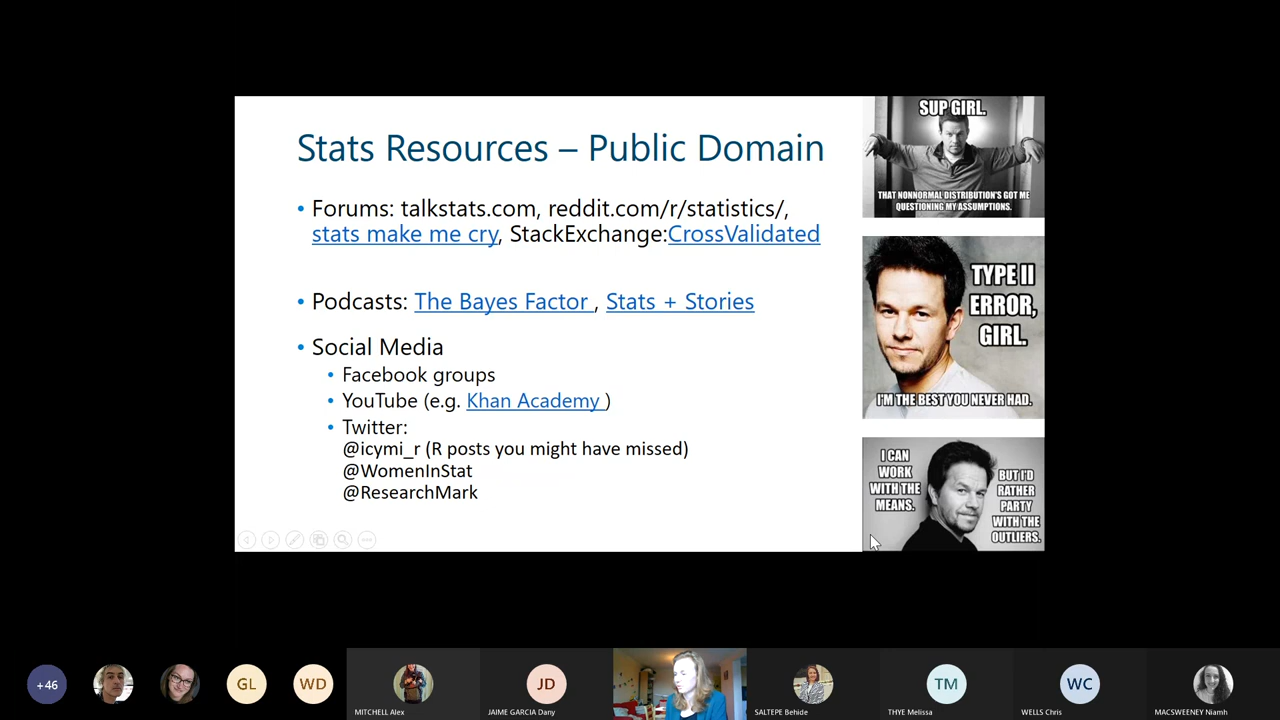 Stats Resources – Public Domain
• Forums: talkstats.com, reddit.com/r/statistics/,
stats make me cry, StackExchange:CrossValidated
• Podcasts: The Bayes Factor , Stats + Stories
• Social Media
• Facebook groups
• YouTube (e.g. Khan Academy )
• Twitter:
@icymi_r (R posts you might have missed)
@WomenInStat
@ResearchMark
SUP GIRL.
THAT NONNORMAL DISTRIBUTION'S GOT ME
QUESTIONING MY ASSUMPTIONS.
TYPE II
ERROR,
GIRL.
I'M THE BEST YOU NEVER HAD.
I CAN
WORK
WITH THE
MEANS.
BUT I'D
RATHER
PARTY
WITH THE
OUTLIERS.
+46
GL
WD
MITCHELL Alex
JD
JAIME GARCIA Dany
SALTEPE Behide
TM
THYE Melissa
WC
WELLS Chris
MACSWEENEY Niamh